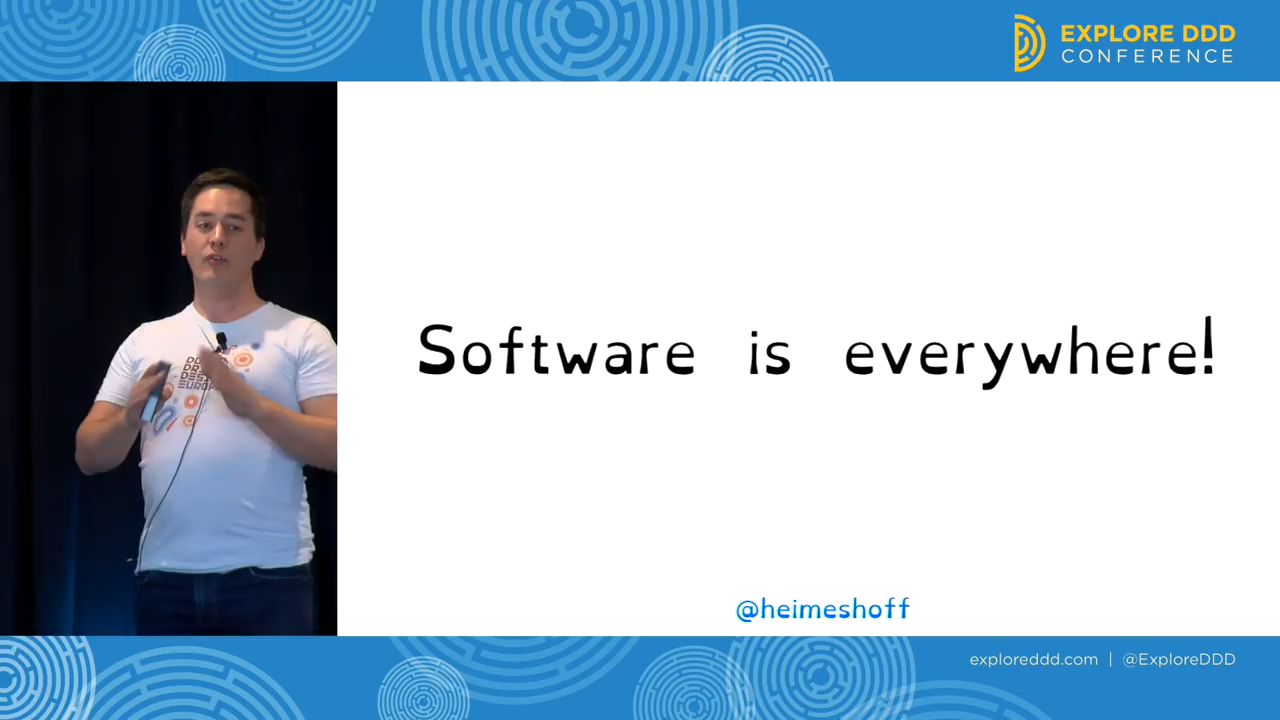 EXPLORE DDD
CONFERENCE
Software is everywhere!
@heimeshoff
exploreddd.com | @ExploreDDD